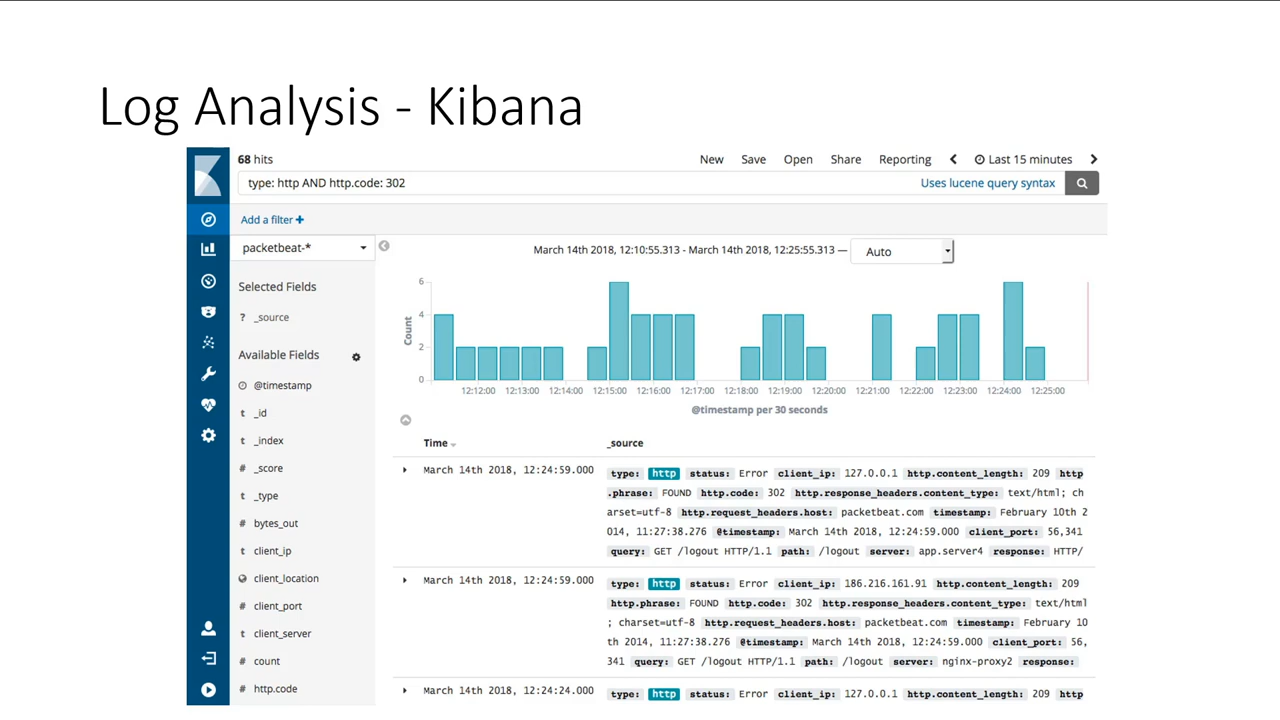 Log Analysis - Kibana
68 hits
New Save Open Share Reporting Last 15 minutes
type: http AND http.code: 302
Uses lucene query syntax
Add a filter +
packetbeat-*
March 14th 2018, 12:10:55.313 - March 14th 2018, 12:25:55.313 —
Auto
Selected Fields
? _source
Available Fields
@timestamp
t _id
t _index
# _score
t _type
# bytes_out
t client_ip
client_location
# client_port
t client_server
# count
# http.code
Count
6
4
2
0
12:12:00 12:13:00 12:14:00 12:15:00 12:16:00 12:17:00 12:18:00 12:19:00 12:20:00 12:21:00 12:22:00 12:23:00 12:24:00 12:25:00
@timestamp per 30 seconds
Time _source
March 14th 2018, 12:24:59.000
type: http status: Error client_ip: 127.0.0.1 http.content_length: 209 http
.phrase: FOUND http.code: 302 http.response_headers.content_type: text/html; ch
arset=utf-8 http.request_headers.host: packetbeat.com timestamp: February 10th 2
014, 11:27:38.276 @timestamp: March 14th 2018, 12:24:59.000 client_port: 56,341
query: GET /logout HTTP/1.1 path: /logout server: app.server4 response: HTTP/
March 14th 2018, 12:24:59.000
type: http status: Error client_ip: 186.216.161.91 http.content_length: 209
http.phrase: FOUND http.code: 302 http.response_headers.content_type: text/html
; charset=utf-8 http.request_headers.host: packetbeat.com timestamp: February 10
th 2014, 11:27:38.276 @timestamp: March 14th 2018, 12:24:59.000 client_port: 56,
341 query: GET /logout HTTP/1.1 path: /logout server: nginx-proxy2 response:
March 14th 2018, 12:24:24.000
type: http status: Error client_ip: 127.0.0.1 http.content_length: 209 http